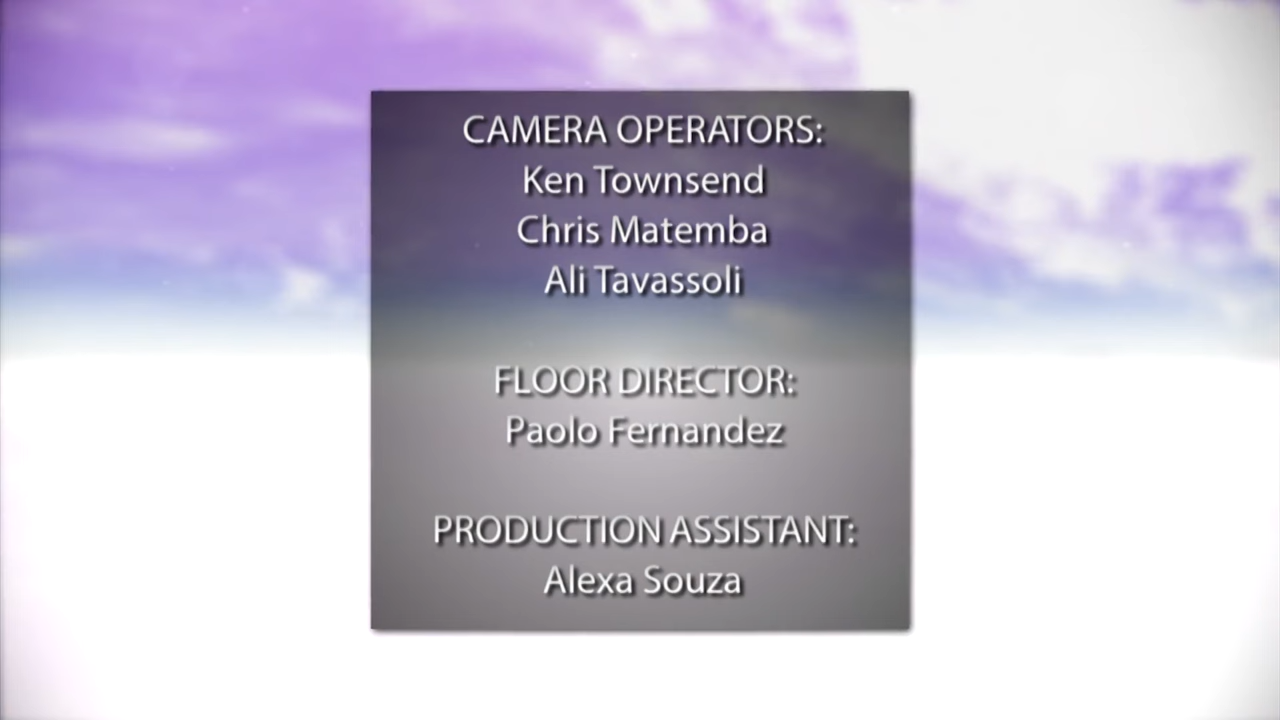 CAMERA OPERATORS:
Ken Townsend
Chris Matemba
Ali Tavassoli
FLOOR DIRECTOR:
Paolo Fernandez
PRODUCTION ASSISTANT:
Alexa Souza